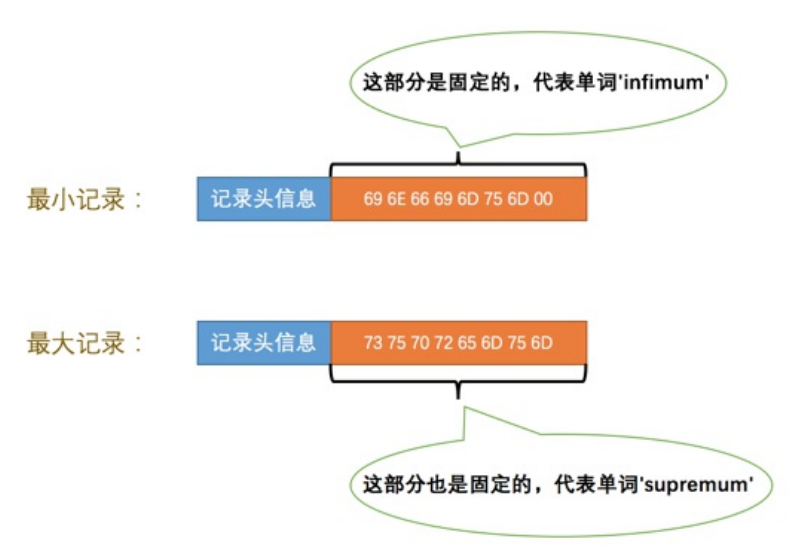 这部分是固定的，代表单词'infimum'
最小记录：
记录头信息
69 6E 66 69 6D 75 6D 00
最大记录：
记录头信息
73 75 70 72 65 6D 75 6D
这部分也是固定的，代表单词'supremum'